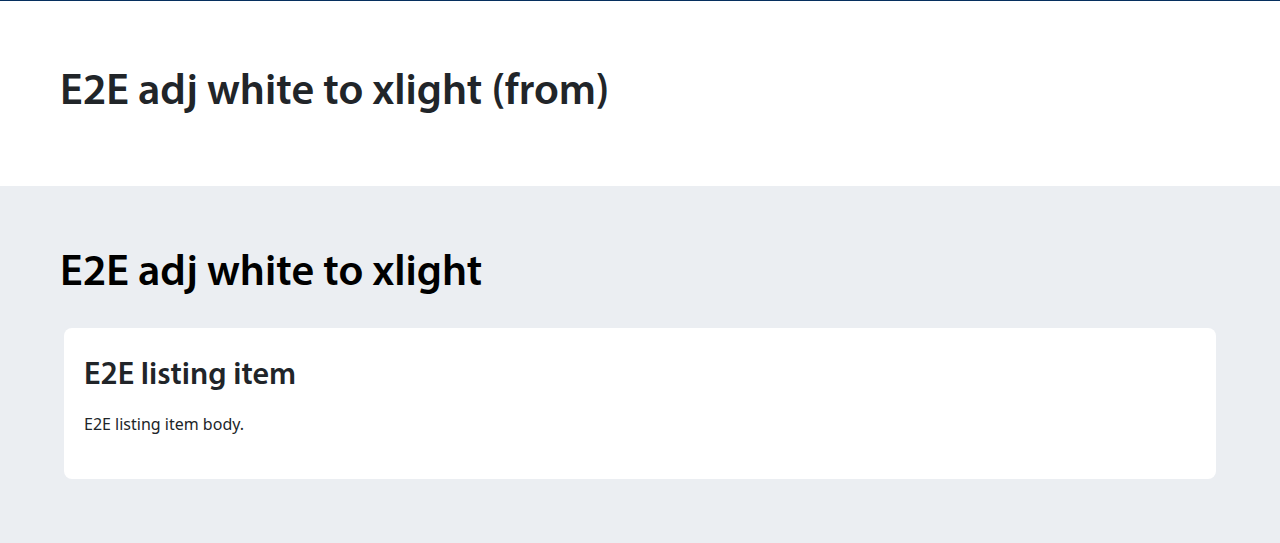 E2E adj white to xlight (from)
E2E adj white to xlight
E2E listing item
E2E listing item body.